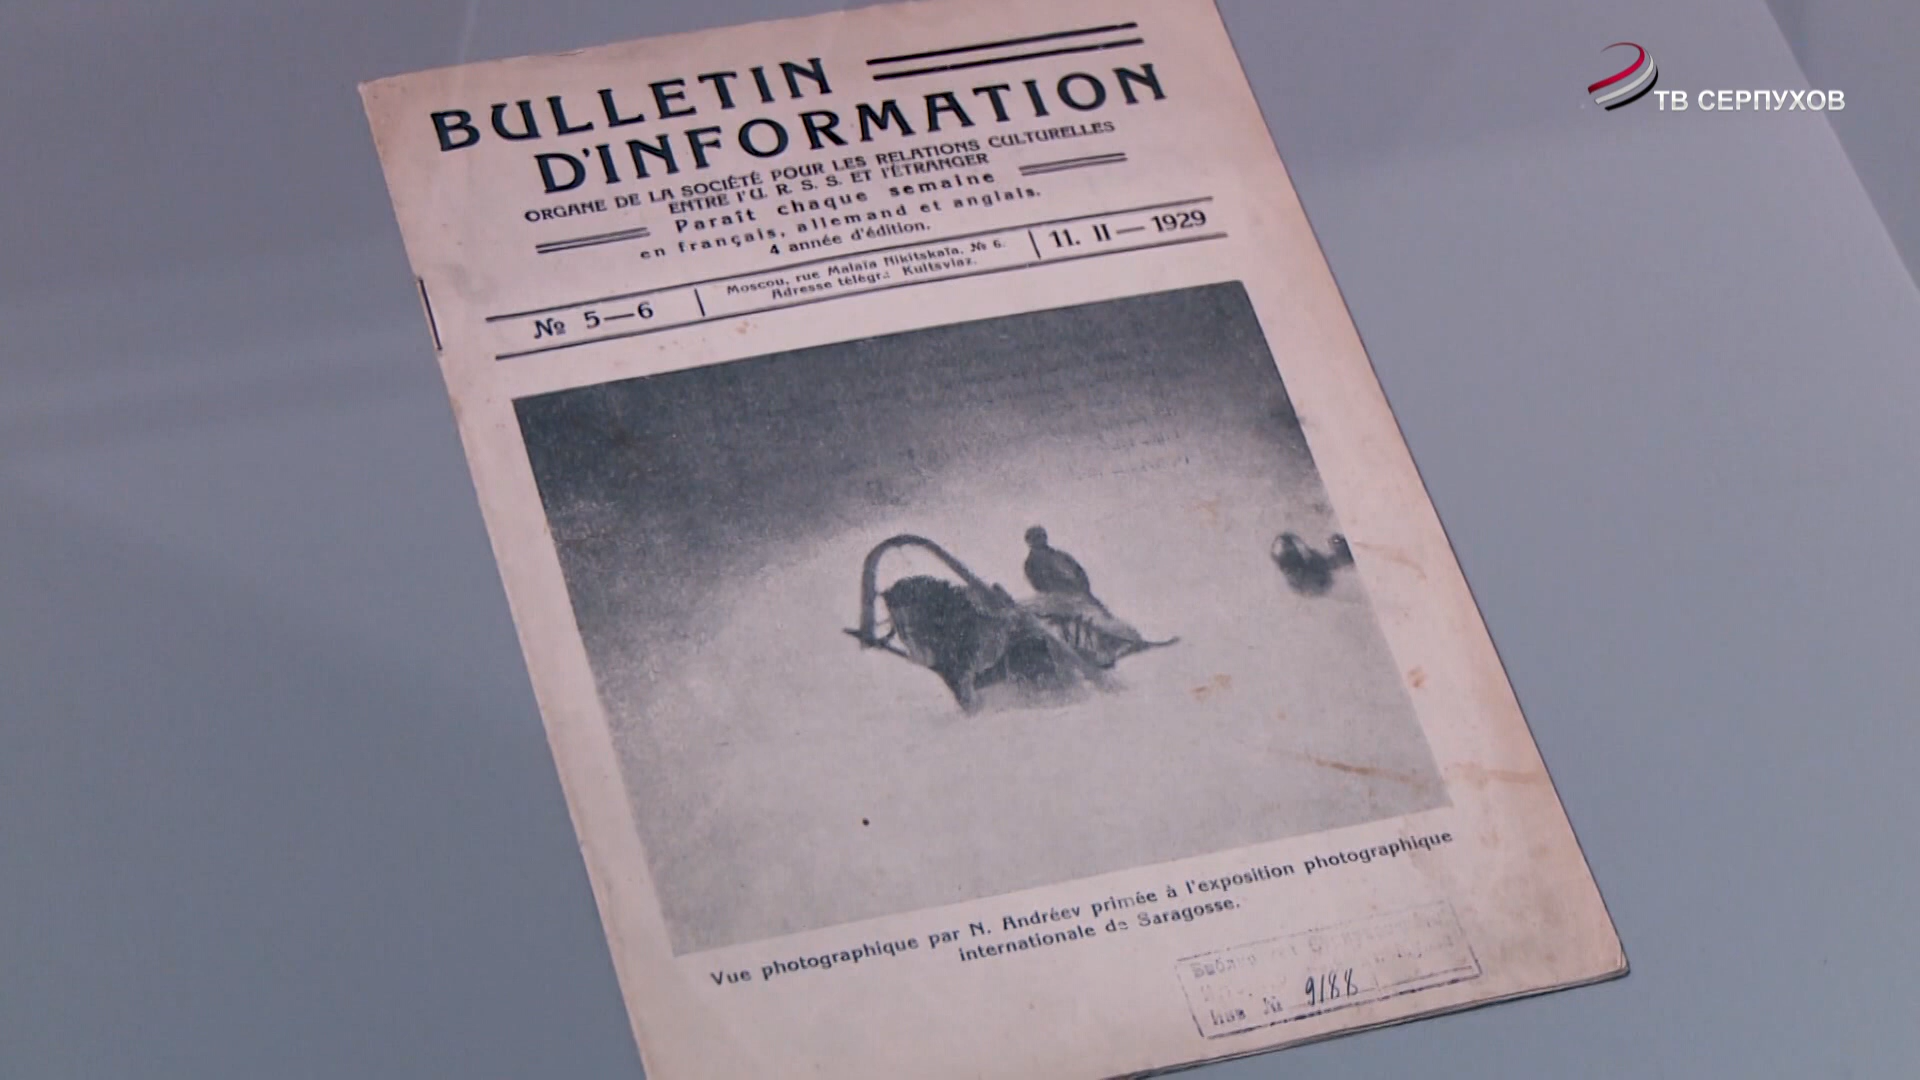 BULLETIN
D'INFORMATION
ORGANE DE LA SOCIÉTÉ POUR LES RELATIONS CULTURELLES
ENTRE l'U. R. S. S. ET l'ÉTRANGER
Paraît chaque semaine
en français, allemand et anglais.
4 année d'édition.
№ 5—6
Moscou, rue Malaïa Nikitskaïa, № 6.
Adresse télégr.: Kultsviaz.
11. II — 1929
Vue photographique par N. Andréev primée à l'exposition photographique
internationale de Saragosse.
Инв № 9188
ТВ СЕРПУХОВ